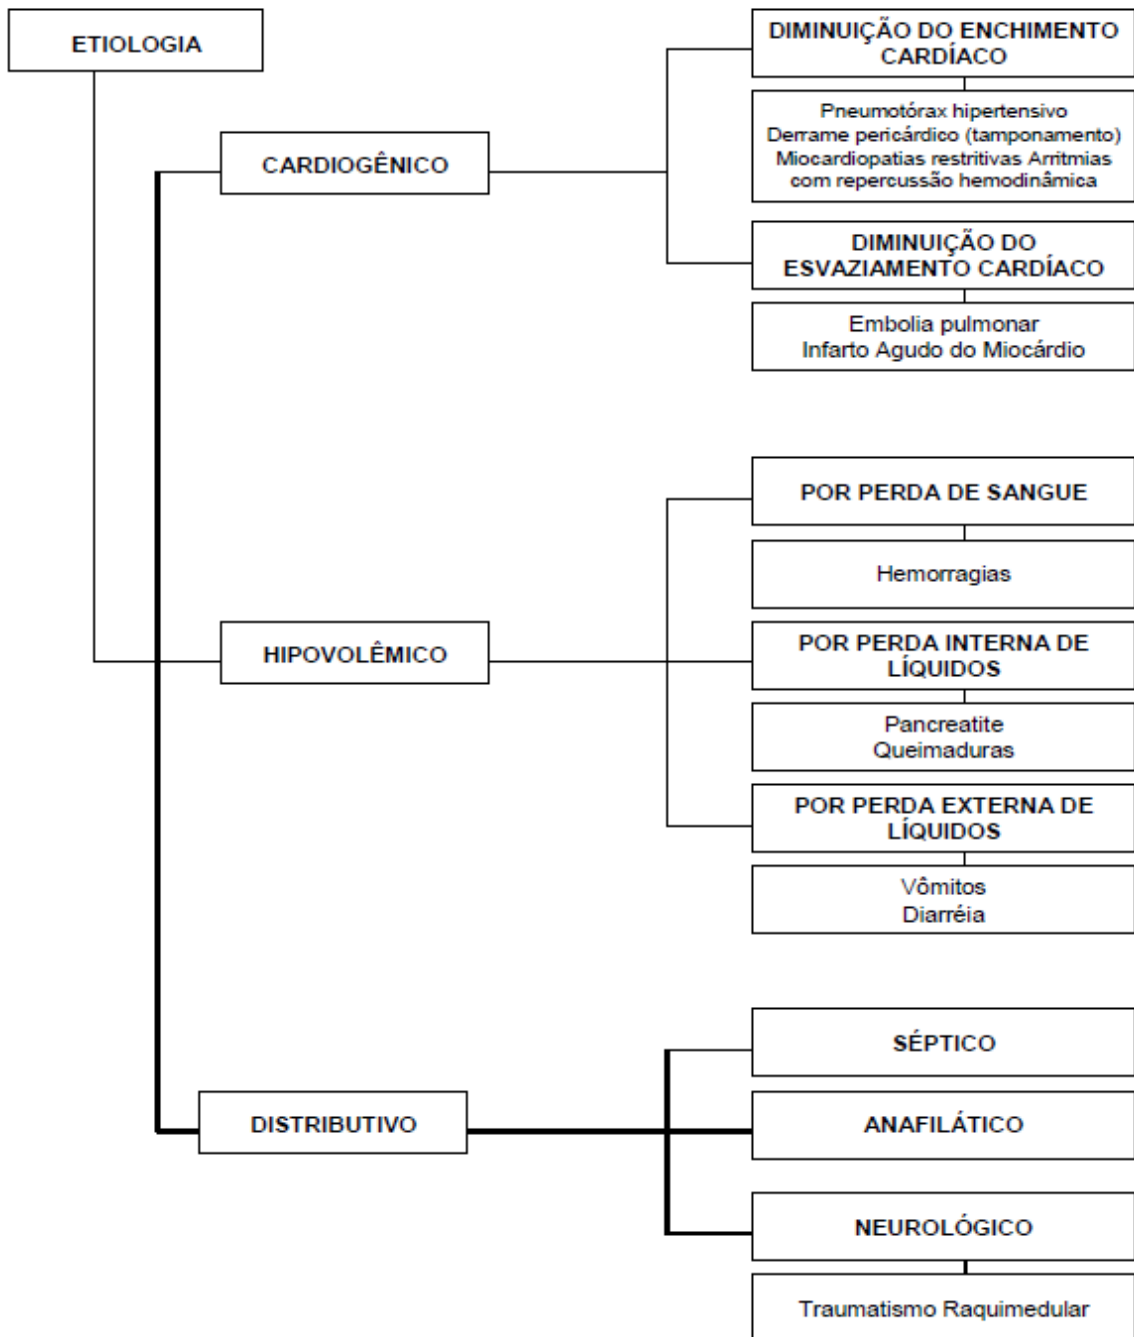 ETIOLOGIA
CARDIOGÊNICO
DIMINUIÇÃO DO ENCHIMENTO
CARDÍACO
Pneumotórax hipertensivo
Derrame pericárdico (tamponamento)
Miocardiopatias restritivas Arritmias
com repercussão hemodinâmica
DIMINUIÇÃO DO
ESVAZIAMENTO CARDÍACO
Embolia pulmonar
Infarto Agudo do Miocárdio
HIPOVOLÊMICO
POR PERDA DE SANGUE
Hemorragias
POR PERDA INTERNA DE
LÍQUIDOS
Pancreatite
Queimaduras
POR PERDA EXTERNA DE
LÍQUIDOS
Vômitos
Diarréia
DISTRIBUTIVO
SÉPTICO
ANAFILÁTICO
NEUROLÓGICO
Traumatismo Raquimedular